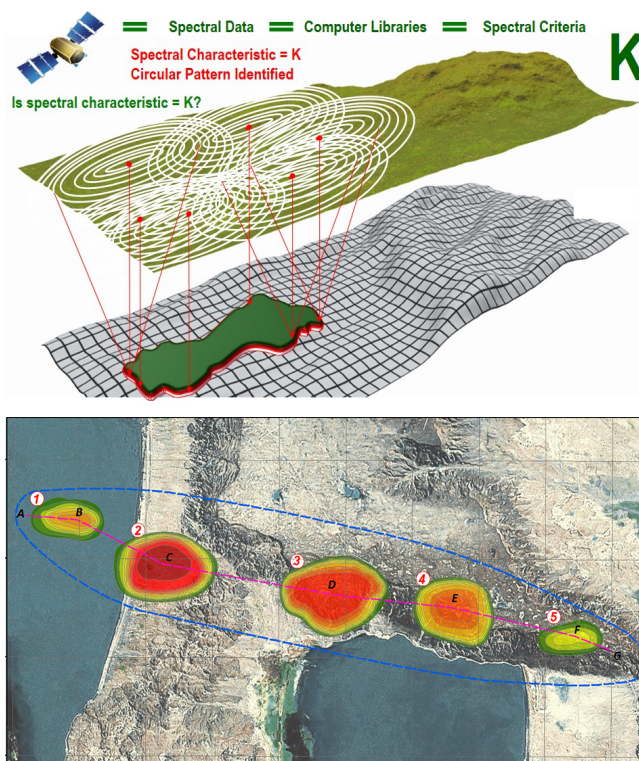 Spectral Data = Computer Libraries = Spectral Criteria
Spectral Characteristic = K
Circular Pattern Identified
K
Is spectral characteristic = K?
1
A
B
2
C
3
D
4
E
5
F
G